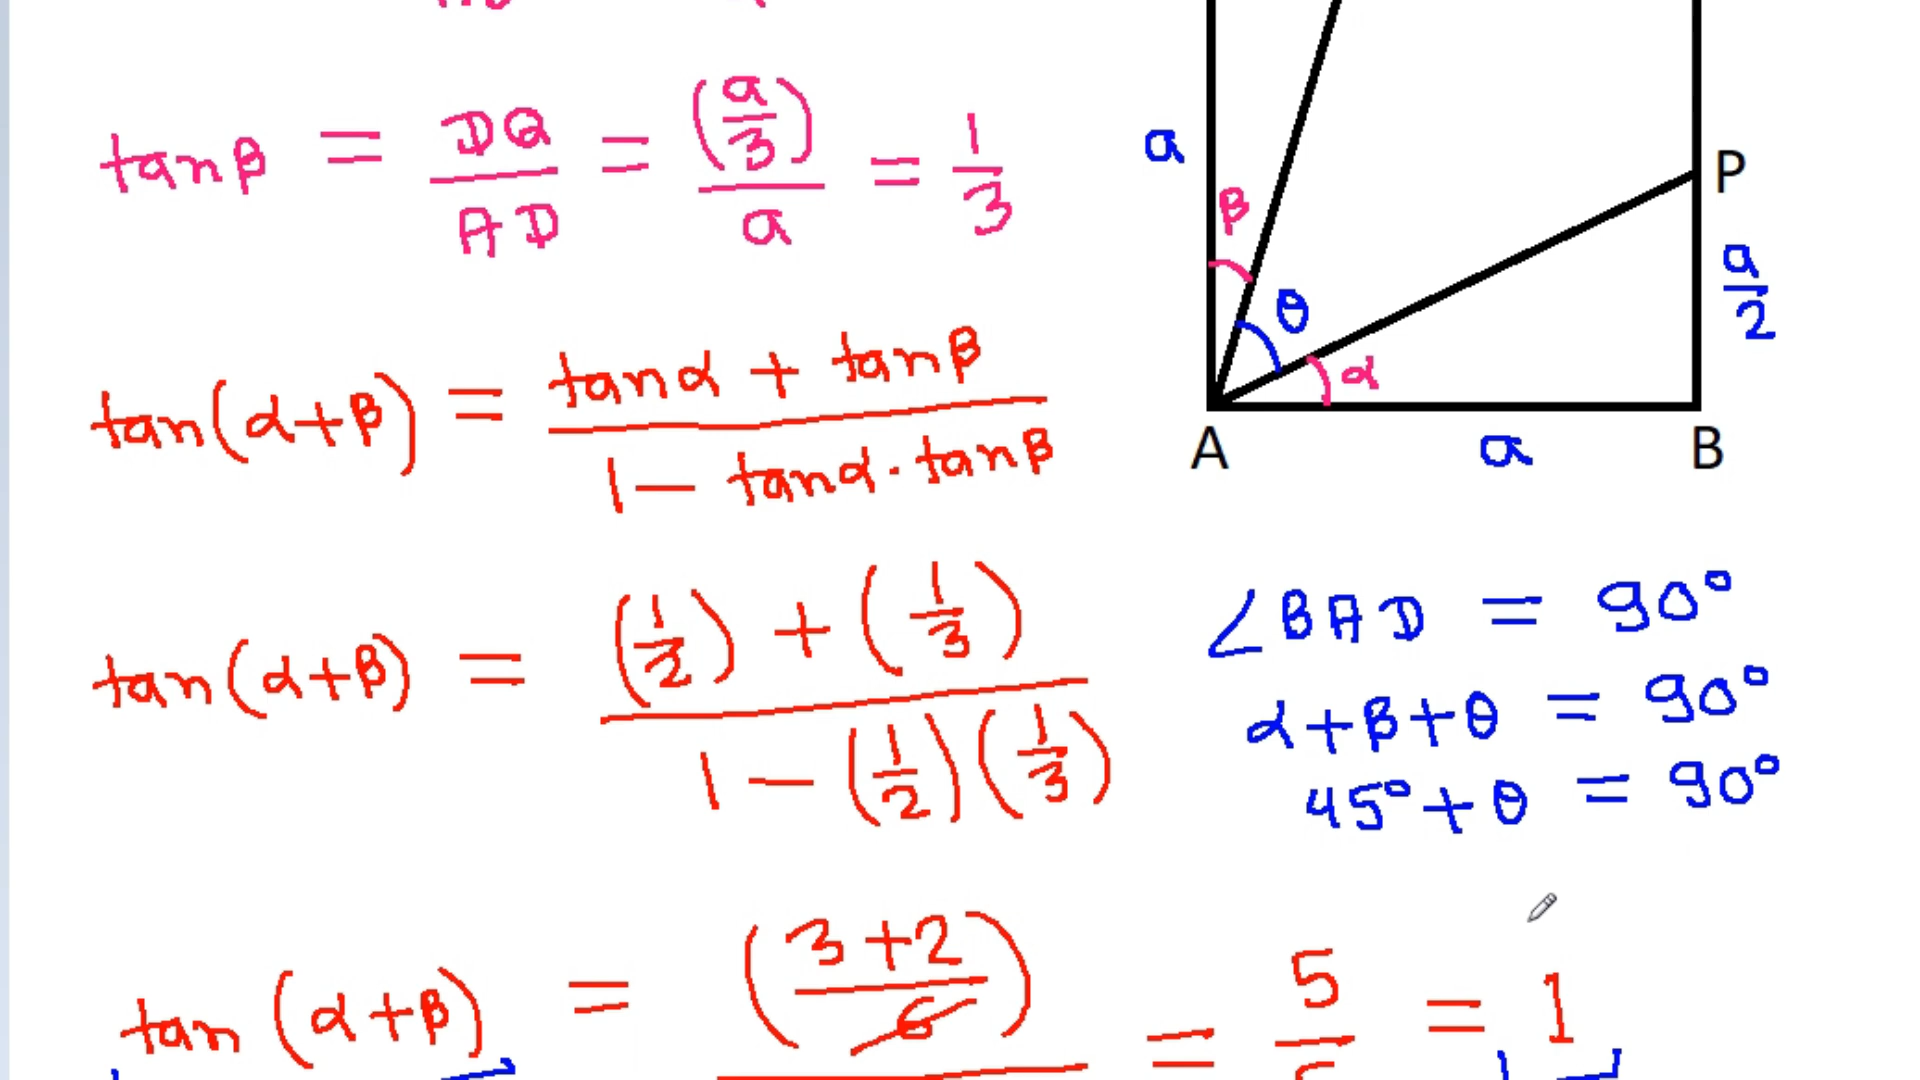 tanβ = DQ/AD = (a/3)/a = 1/3
tan(α+β) = (tanα + tanβ)/(1 − tanα·tanβ)
tan(α+β) = ((1/2) + (1/3))/(1 − (1/2)(1/3))
tan(α+β) = ((3+2)/6) = 5 = 1
a
P
β
a/2
θ
α
A
a
B
∠BAD = 90°
α+β+θ = 90°
45°+θ = 90°